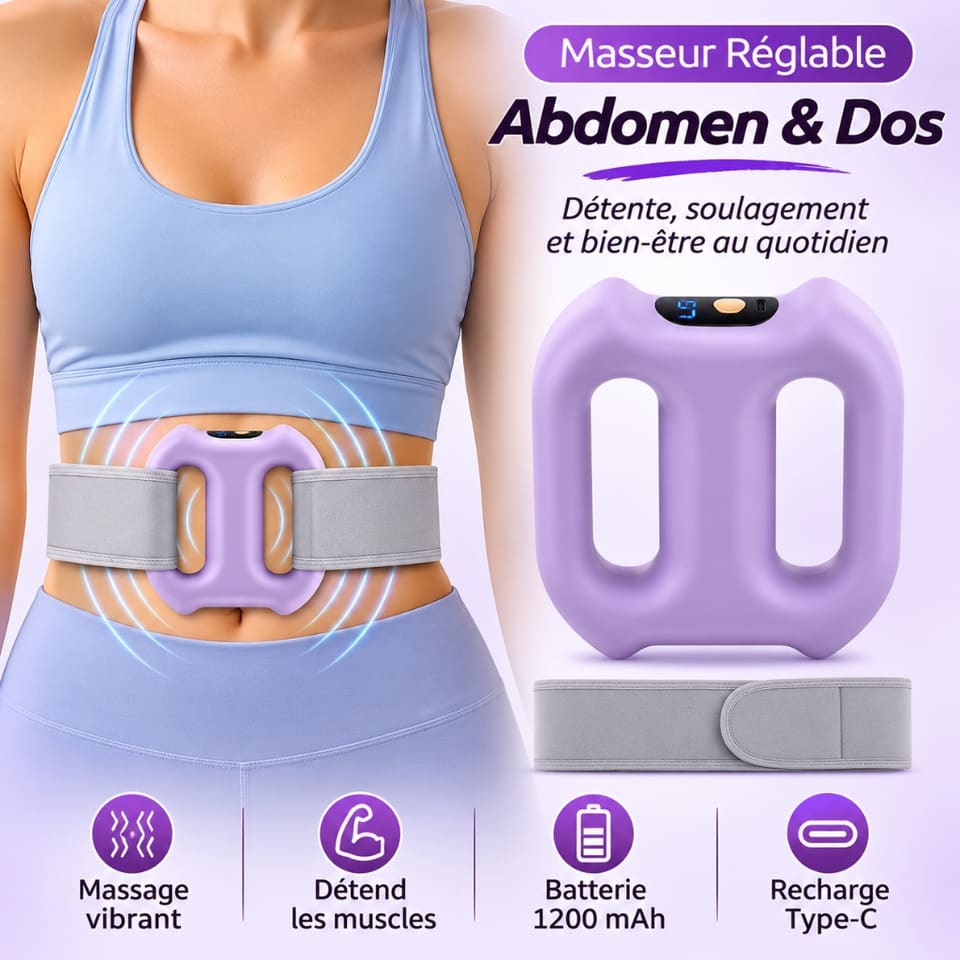 Masseur Réglable
Abdomen & Dos
Détente, soulagement
et bien-être au quotidien
Massage
vibrant
Détend
les muscles
Batterie
1200 mAh
Recharge
Type-C